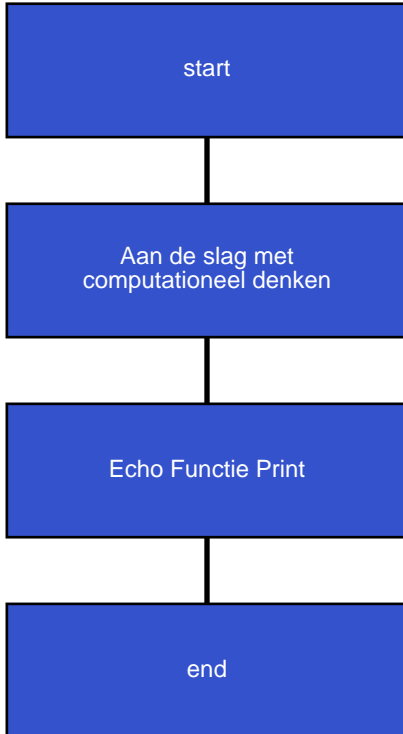 start
Aan de slag met
computationeel denken
Echo Functie Print
end